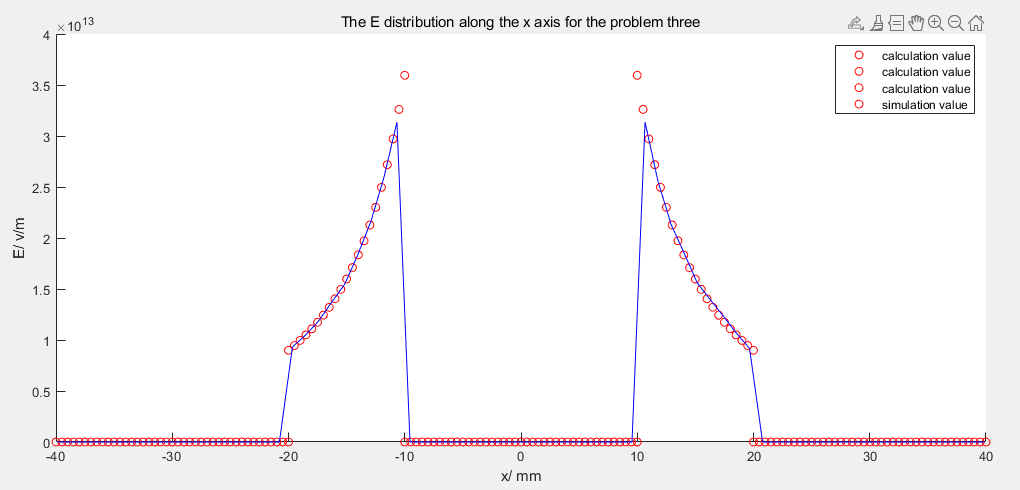 The E distribution along the x axis for the problem three
×10^13
calculation value
calculation value
calculation value
simulation value
4
3.5
3
2.5
2
1.5
1
0.5
0
E/ v/m
-40 -30 -20 -10 0 10 20 30 40
x/ mm